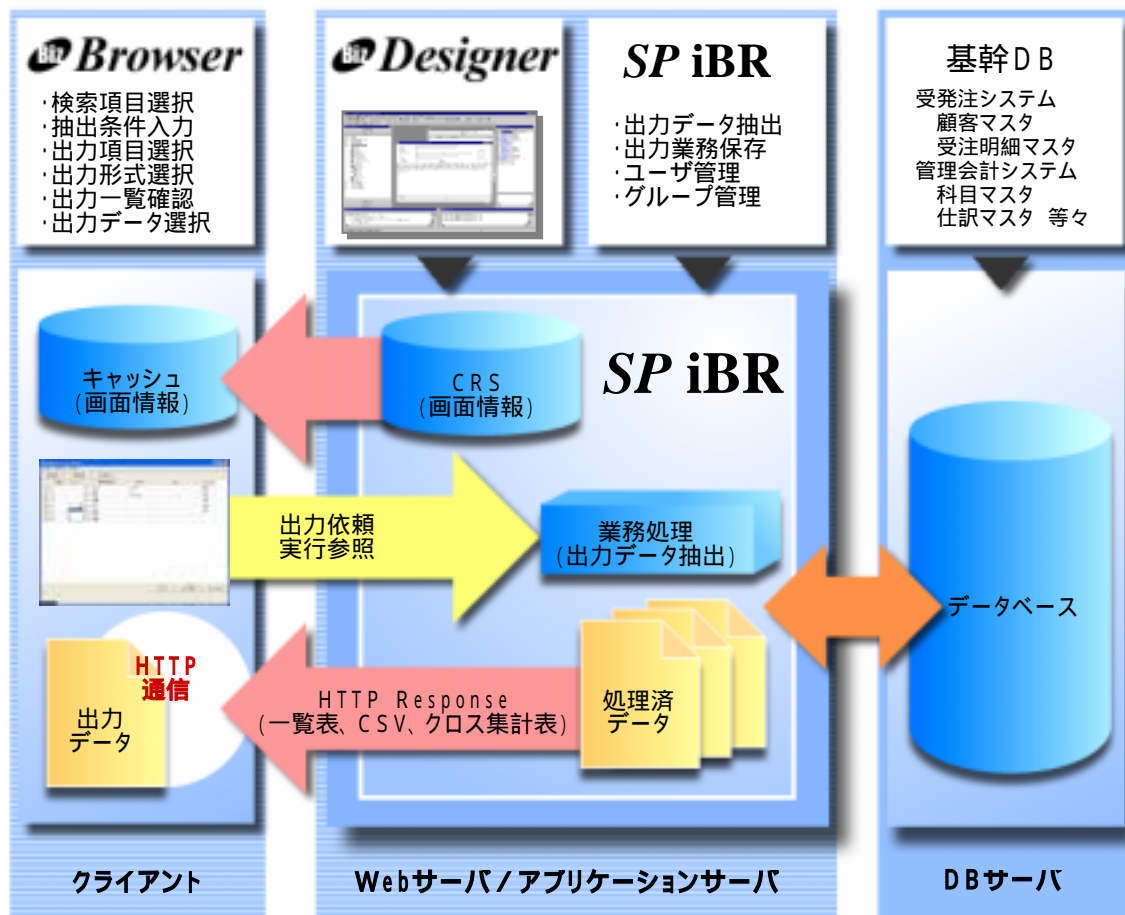 Biz Browser
・検索項目選択
・抽出条件入力
・出力項目選択
・出力形式選択
・出力一覧確認
・出力データ選択
Biz Designer
SP iBR
・出力データ抽出
・出力業務保存
・ユーザ管理
・グループ管理
基幹DB
受発注システム
顧客マスタ
受注明細マスタ
管理会計システム
科目マスタ
仕訳マスタ 等々
キャッシュ
(画面情報)
CRS
(画面情報)
SP iBR
出力依頼
実行参照
業務処理
(出力データ抽出)
データベース
HTTP
通信
出力
データ
HTTP Response
(一覧表、CSV、クロス集計表)
処理済
データ
クライアント
Webサーバ/アプリケーションサーバ
DBサーバ